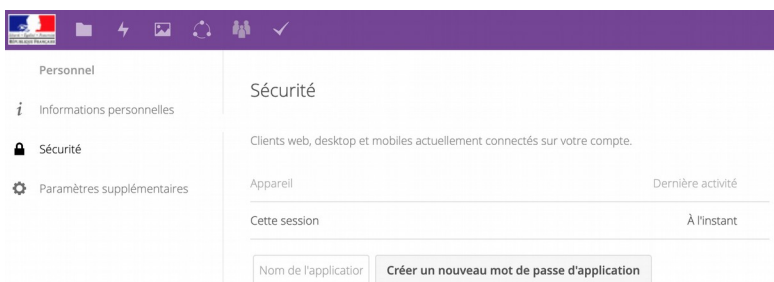 Personnel
Informations personnelles
Sécurité
Paramètres supplémentaires
Sécurité
Clients web, desktop et mobiles actuellement connectés sur votre compte.
Appareil Dernière activité
Cette session À l'instant
Nom de l'application Créer un nouveau mot de passe d'application